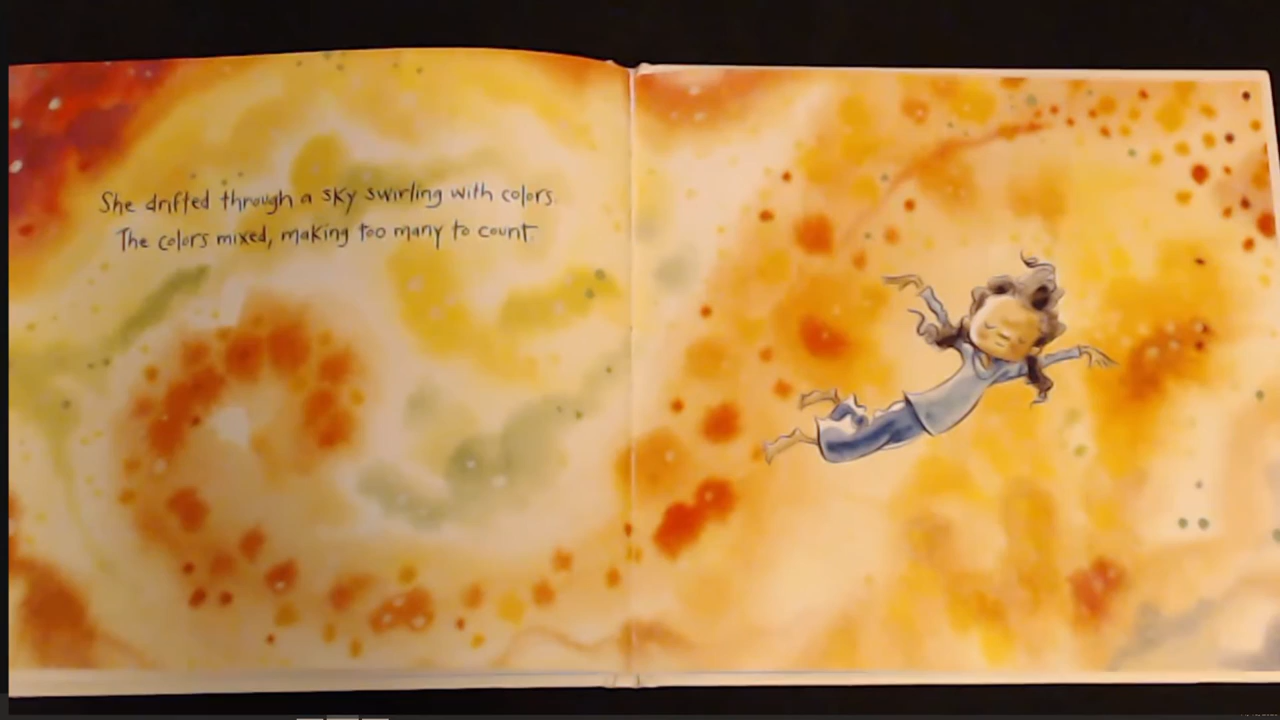 She drifted through a sky swirling with colors.
The colors mixed, making too many to count.